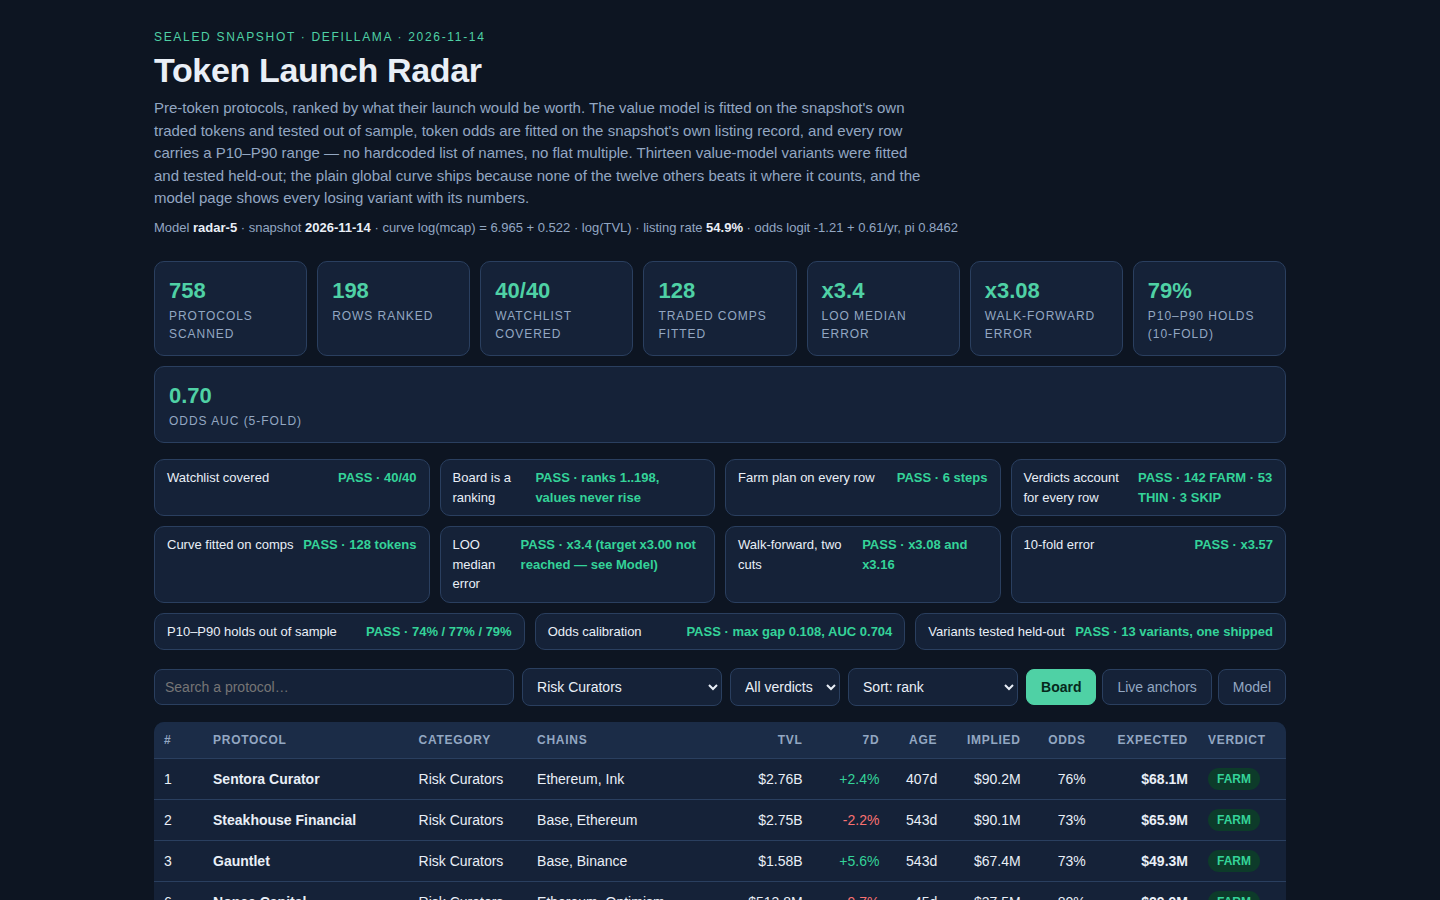 SEALED SNAPSHOT · DEFILLAMA · 2026-11-14
Token Launch Radar
Pre-token protocols, ranked by what their launch would be worth. The value model is fitted on the snapshot's own
traded tokens and tested out of sample, token odds are fitted on the snapshot's own listing record, and every row
carries a P10–P90 range — no hardcoded list of names, no flat multiple. Thirteen value-model variants were fitted
and tested held-out; the plain global curve ships because none of the twelve others beats it where it counts, and the
model page shows every losing variant with its numbers.
Model radar-5 · snapshot 2026-11-14 · curve log(mcap) = 6.965 + 0.522 · log(TVL) · listing rate 54.9% · odds logit -1.21 + 0.61/yr, pi 0.8462
758
PROTOCOLS
SCANNED
198
ROWS RANKED
40/40
WATCHLIST
COVERED
128
TRADED COMPS
FITTED
x3.4
LOO MEDIAN
ERROR
x3.08
WALK-FORWARD
ERROR
79%
P10–P90 HOLDS
(10-FOLD)
0.70
ODDS AUC (5-FOLD)
Watchlist covered PASS · 40/40
Board is a
ranking
PASS · ranks 1..198,
values never rise
Farm plan on every row PASS · 6 steps
Verdicts account
for every row
PASS · 142 FARM · 53
THIN · 3 SKIP
Curve fitted on comps PASS · 128 tokens
LOO
median
error
PASS · x3.4 (target x3.00 not
reached — see Model)
Walk-forward, two
cuts
PASS · x3.08 and
x3.16
10-fold error PASS · x3.57
P10–P90 holds out of sample PASS · 74% / 77% / 79%
Odds calibration PASS · max gap 0.108, AUC 0.704
Variants tested held-out PASS · 13 variants, one shipped
Search a protocol… Risk Curators All verdicts Sort: rank Board Live anchors Model
# PROTOCOL CATEGORY CHAINS TVL 7D AGE IMPLIED ODDS EXPECTED VERDICT
1 Sentora Curator Risk Curators Ethereum, Ink $2.76B +2.4% 407d $90.2M 76% $68.1M FARM
2 Steakhouse Financial Risk Curators Base, Ethereum $2.75B -2.2% 543d $90.1M 73% $65.9M FARM
3 Gauntlet Risk Curators Base, Binance $1.58B +5.6% 543d $67.4M 73% $49.3M FARM